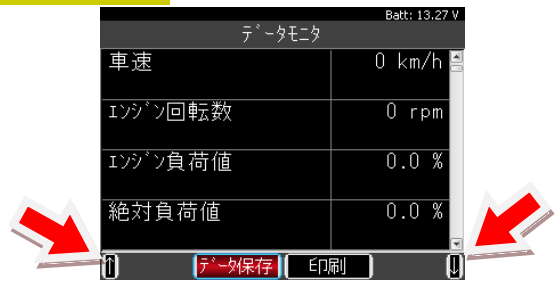 Batt: 13.27 V
ﾃﾞｰﾀﾓﾆﾀ
車速 0 km/h
ｴﾝｼﾞﾝ回転数 0 rpm
ｴﾝｼﾞﾝ負荷値 0.0 %
絶対負荷値 0.0 %
↑ ﾃﾞｰﾀ保存 印刷 ↓